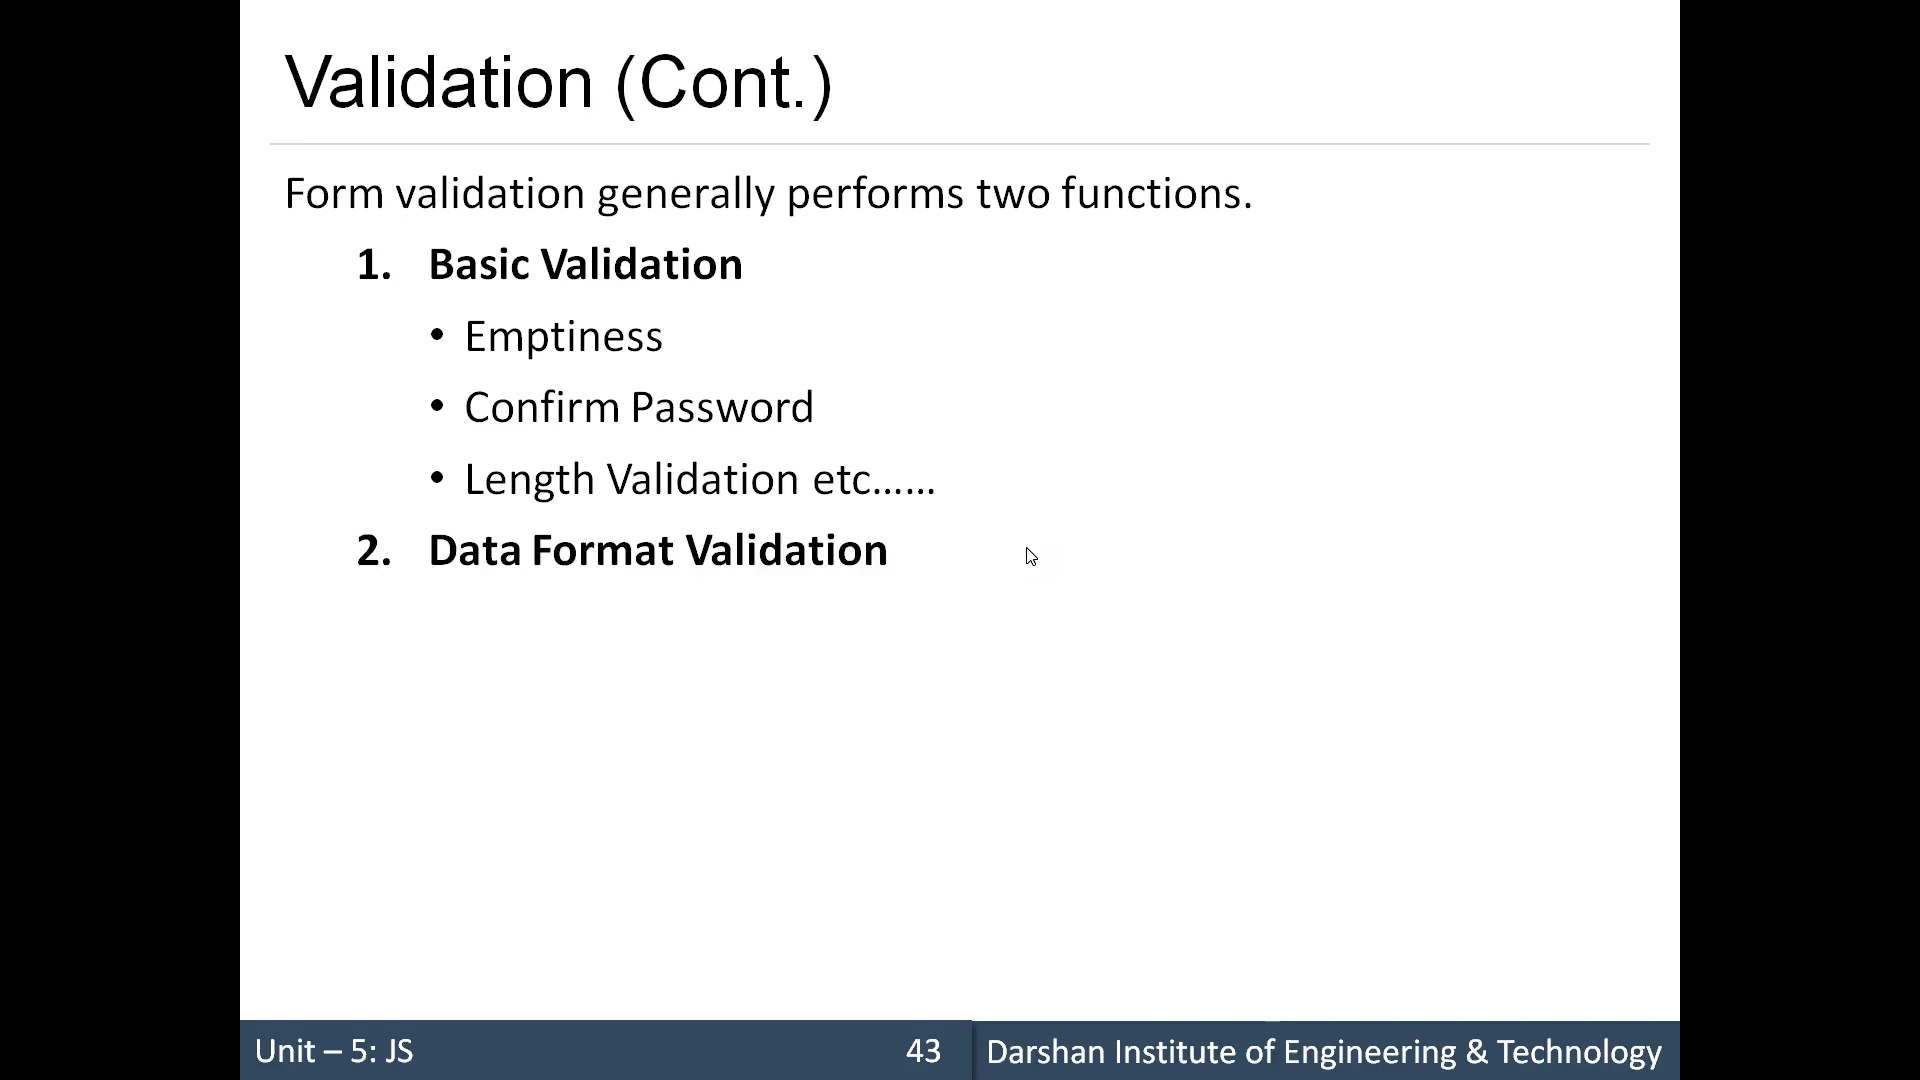 Validation (Cont.)
Form validation generally performs two functions.
1. Basic Validation
• Emptiness
• Confirm Password
• Length Validation etc......
2. Data Format Validation
Unit – 5: JS
43
Darshan Institute of Engineering & Technology